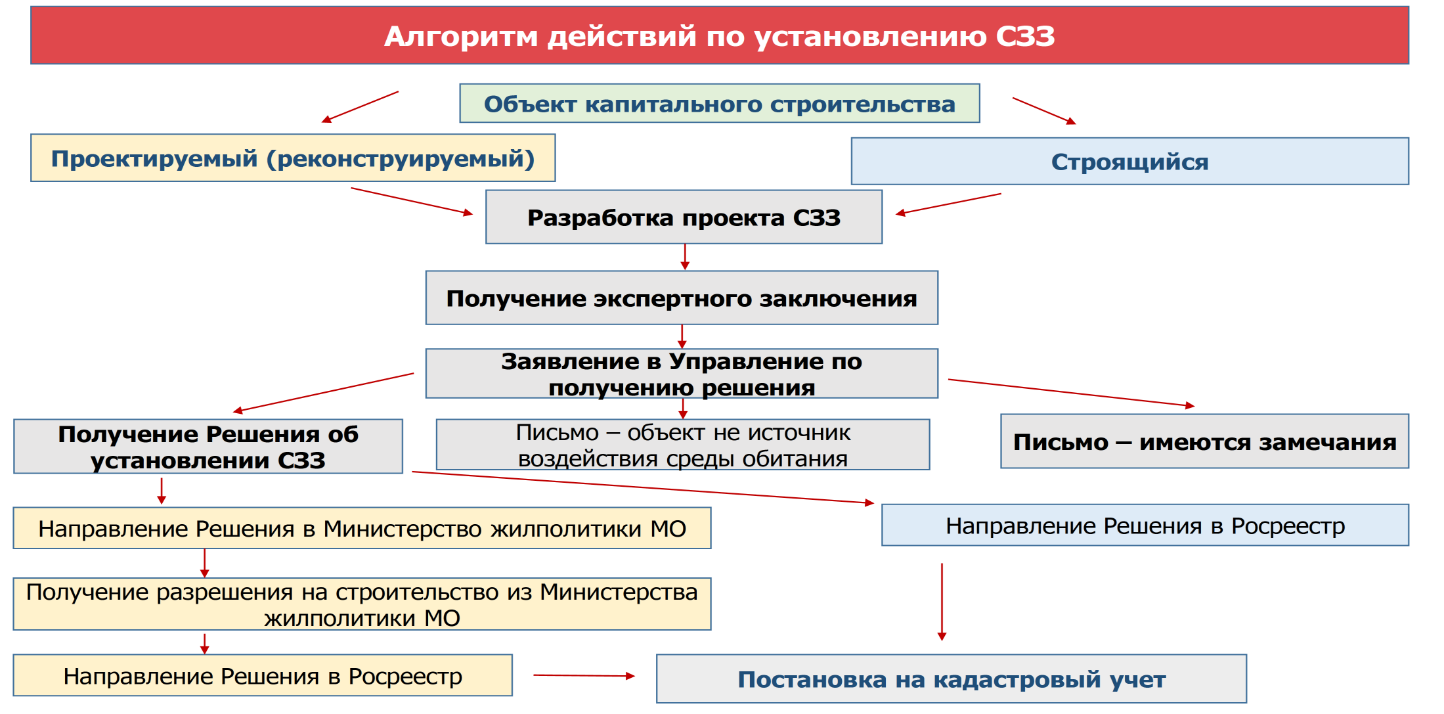 Алгоритм действий по установлению СЗЗ
Объект капитального строительства
Проектируемый (реконструируемый)
Строящийся
Разработка проекта СЗЗ
Получение экспертного заключения
Заявление в Управление по
получению решения
Получение Решения об
установлении СЗЗ
Письмо – объект не источник
воздействия среды обитания
Письмо – имеются замечания
Направление Решения в Министерство жилполитики МО
Направление Решения в Росреестр
Получение разрешения на строительство из Министерства
жилполитики МО
Направление Решения в Росреестр
Постановка на кадастровый учет